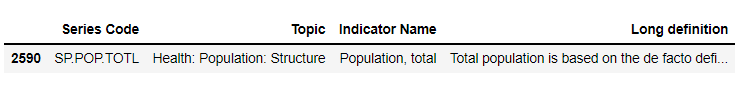 Series Code Topic Indicator Name Long definition
2590 SP.POP.TOTL Health: Population: Structure Population, total Total population is based on the de facto defi...